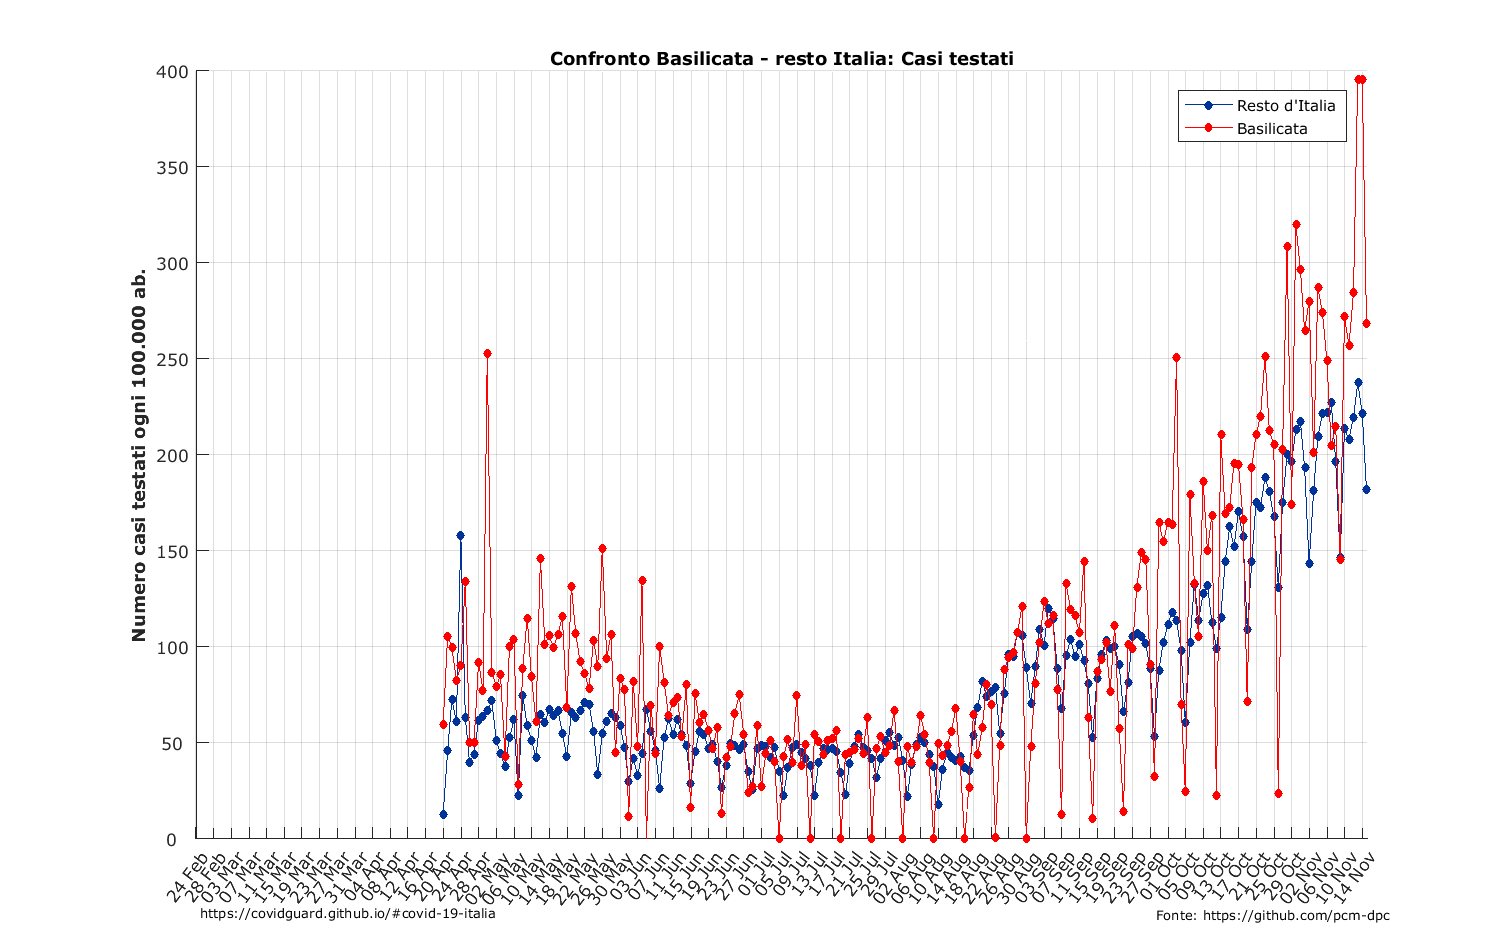 Confronto Basilicata - resto Italia: Casi testati
Numero casi testati ogni 100.000 ab.
400
350
300
250
200
150
100
50
0
Resto d'Italia
Basilicata
24 Feb
28 Feb
03 Mar
07 Mar
11 Mar
15 Mar
19 Mar
23 Mar
27 Mar
31 Mar
04 Apr
08 Apr
12 Apr
16 Apr
20 Apr
24 Apr
28 Apr
02 May
06 May
10 May
14 May
18 May
22 May
26 May
30 May
03 Jun
07 Jun
11 Jun
15 Jun
19 Jun
23 Jun
27 Jun
01 Jul
05 Jul
09 Jul
13 Jul
17 Jul
21 Jul
25 Jul
29 Jul
02 Aug
06 Aug
10 Aug
14 Aug
18 Aug
22 Aug
26 Aug
30 Aug
03 Sep
07 Sep
11 Sep
15 Sep
19 Sep
23 Sep
27 Sep
01 Oct
05 Oct
09 Oct
13 Oct
17 Oct
21 Oct
25 Oct
29 Oct
02 Nov
06 Nov
10 Nov
14 Nov
https://covidguard.github.io/#covid-19-italia
Fonte: https://github.com/pcm-dpc